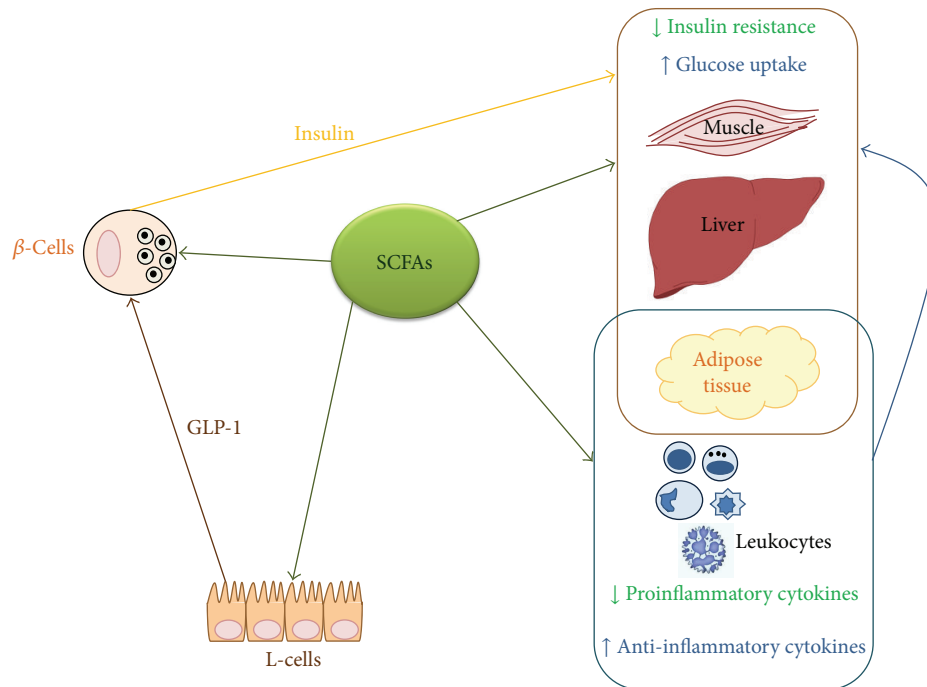 ↓ Insulin resistance
↑ Glucose uptake
Muscle
Insulin
Liver
β-Cells
SCFAs
Adipose
tissue
GLP-1
Leukocytes
↓ Proinflammatory cytokines
↑ Anti-inflammatory cytokines
L-cells